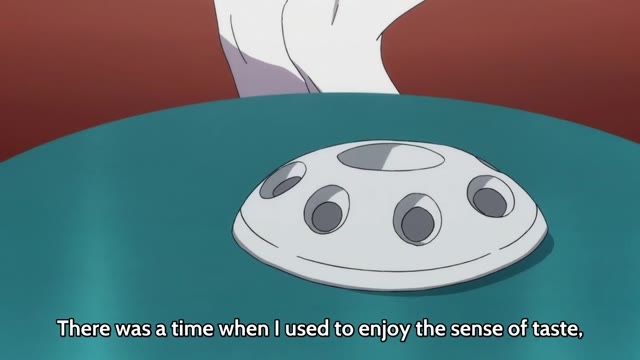 There was a time when I used to enjoy the sense of taste,